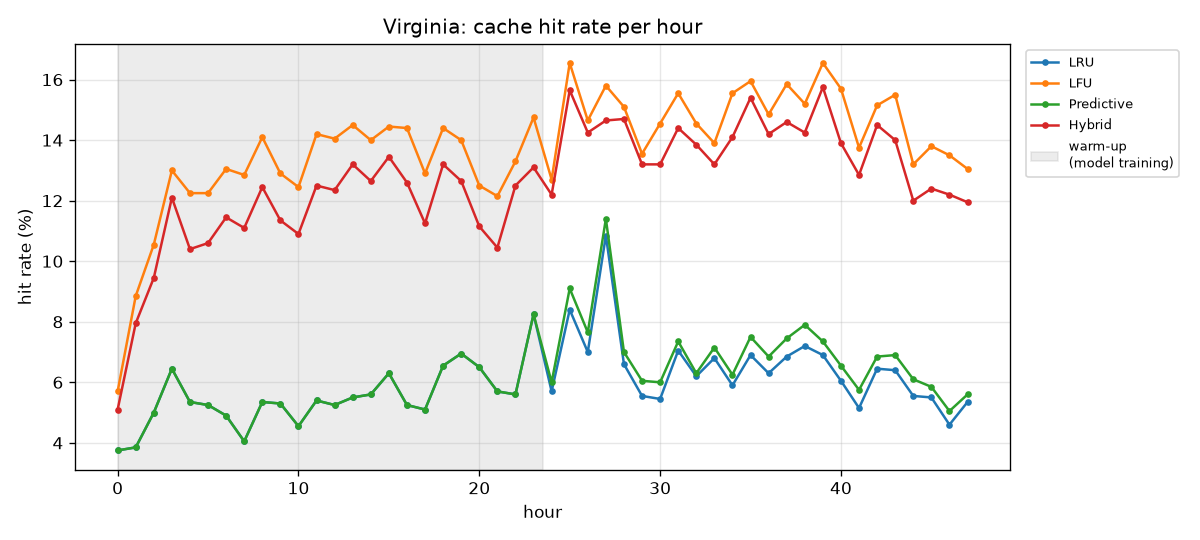 Virginia: cache hit rate per hour
hit rate (%)
16
14
12
10
8
6
4
0
10
20
30
40
hour
LRU
LFU
Predictive
Hybrid
warm-up
(model training)